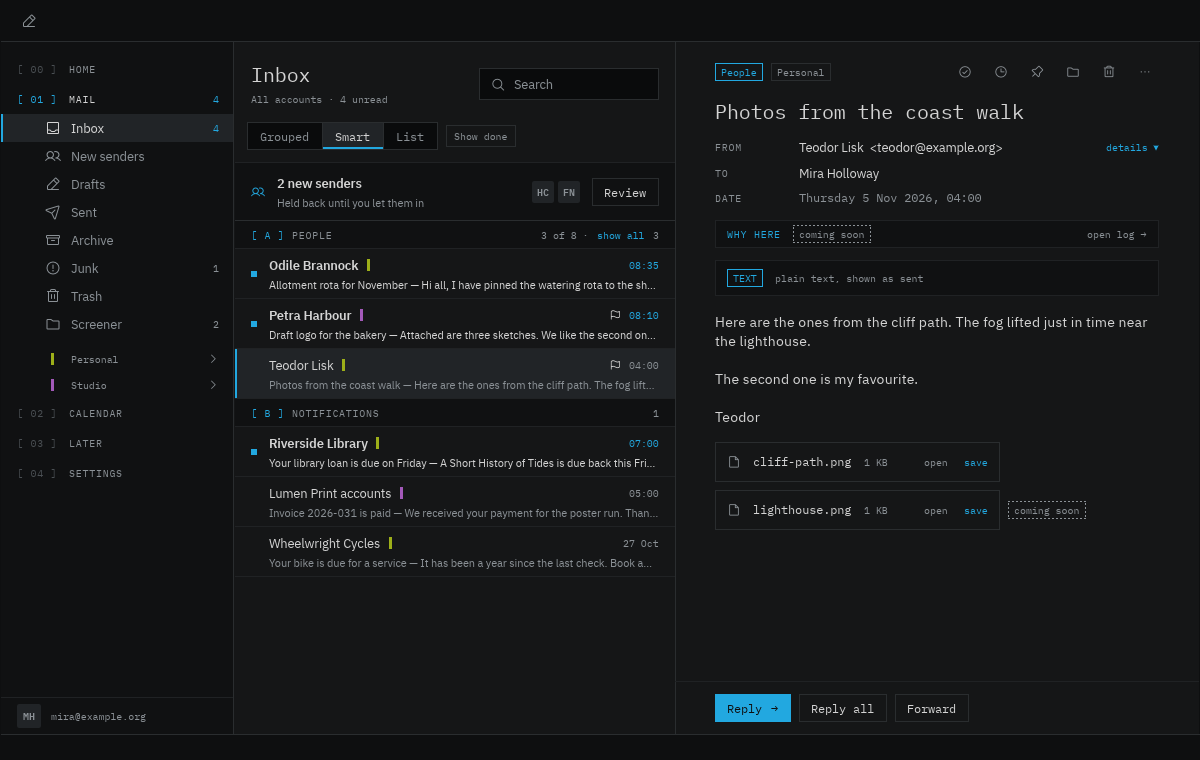 [ 00 ] HOME
[ 01 ] MAIL 4
Inbox 4
New senders
Drafts
Sent
Archive
Junk 1
Trash
Screener 2
Personal
Studio
[ 02 ] CALENDAR
[ 03 ] LATER
[ 04 ] SETTINGS
MH mira@example.org
Inbox
All accounts · 4 unread
Search
Grouped Smart List Show done
2 new senders
Held back until you let them in
HC FN Review
[ A ] PEOPLE 3 of 8 · show all 3
Odile Brannock 08:35
Allotment rota for November — Hi all, I have pinned the watering rota to the sh...
Petra Harbour 08:10
Draft logo for the bakery — Attached are three sketches. We like the second on...
Teodor Lisk 04:00
Photos from the coast walk — Here are the ones from the cliff path. The fog lift...
[ B ] NOTIFICATIONS 1
Riverside Library 07:00
Your library loan is due on Friday — A Short History of Tides is due back this Fri...
Lumen Print accounts 05:00
Invoice 2026-031 is paid — We received your payment for the poster run. Than...
Wheelwright Cycles 27 Oct
Your bike is due for a service — It has been a year since the last check. Book a...
People Personal
Photos from the coast walk
FROM Teodor Lisk <teodor@example.org> details ▾
TO Mira Holloway
DATE Thursday 5 Nov 2026, 04:00
WHY HERE coming soon open log →
TEXT plain text, shown as sent
Here are the ones from the cliff path. The fog lifted just in time near
the lighthouse.
The second one is my favourite.
Teodor
cliff-path.png 1 KB open save
lighthouse.png 1 KB open save coming soon
Reply → Reply all Forward